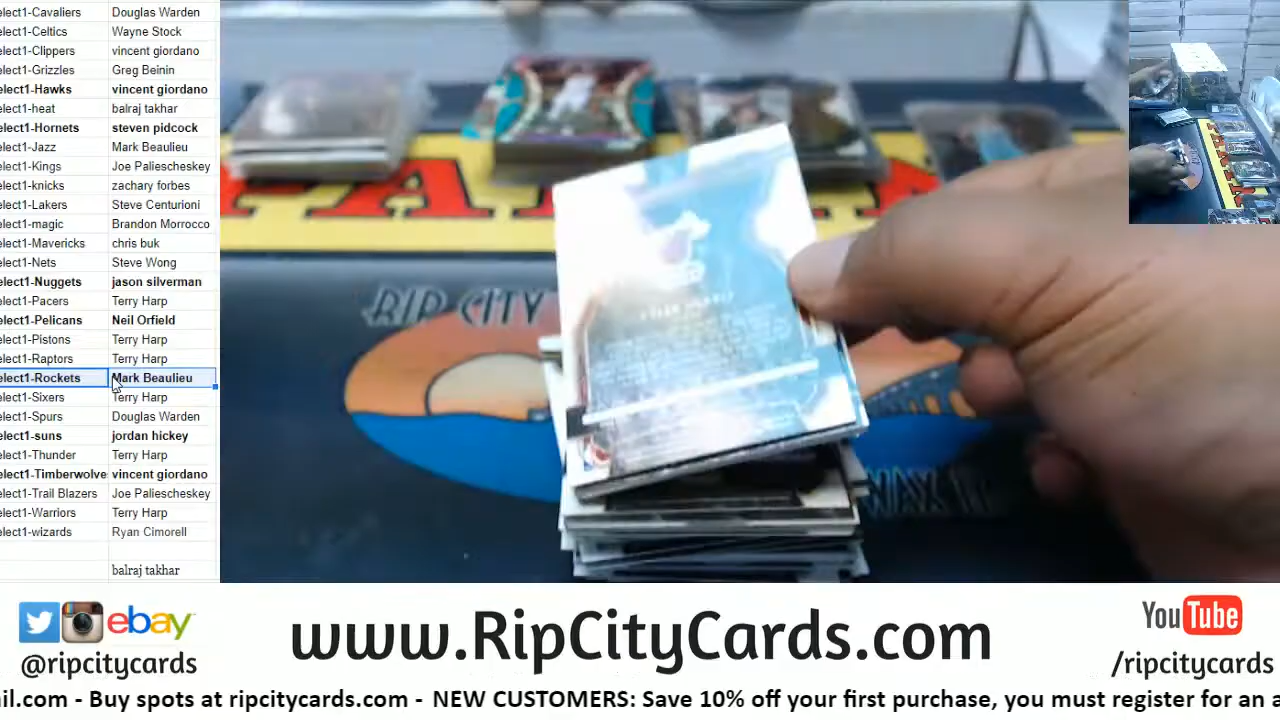 elect1-Cavaliers Douglas Warden
elect1-Celtics Wayne Stock
elect1-Clippers vincent giordano
elect1-Grizzles Greg Beinin
elect1-Hawks vincent giordano
elect1-heat balraj takhar
elect1-Hornets steven pidcock
elect1-Jazz Mark Beaulieu
elect1-Kings Joe Paliescheskey
elect1-knicks zachary forbes
elect1-Lakers Steve Centurioni
elect1-magic Brandon Morrocco
elect1-Mavericks chris buk
elect1-Nets Steve Wong
elect1-Nuggets jason silverman
elect1-Pacers Terry Harp
elect1-Pelicans Neil Orfield
elect1-Pistons Terry Harp
elect1-Raptors Terry Harp
elect1-Rockets Mark Beaulieu
elect1-Sixers Terry Harp
elect1-Spurs Douglas Warden
elect1-suns jordan hickey
elect1-Thunder Terry Harp
elect1-Timberwolve vincent giordano
elect1-Trail Blazers Joe Paliescheskey
elect1-Warriors Terry Harp
elect1-wizards Ryan Cimorell
balraj takhar
RIP CITY
WAX
ebay
@ripcitycards
www.RipCityCards.com
YouTube
/ripcitycards
il.com - Buy spots at ripcitycards.com - NEW CUSTOMERS: Save 10% off your first purchase, you must register for an a